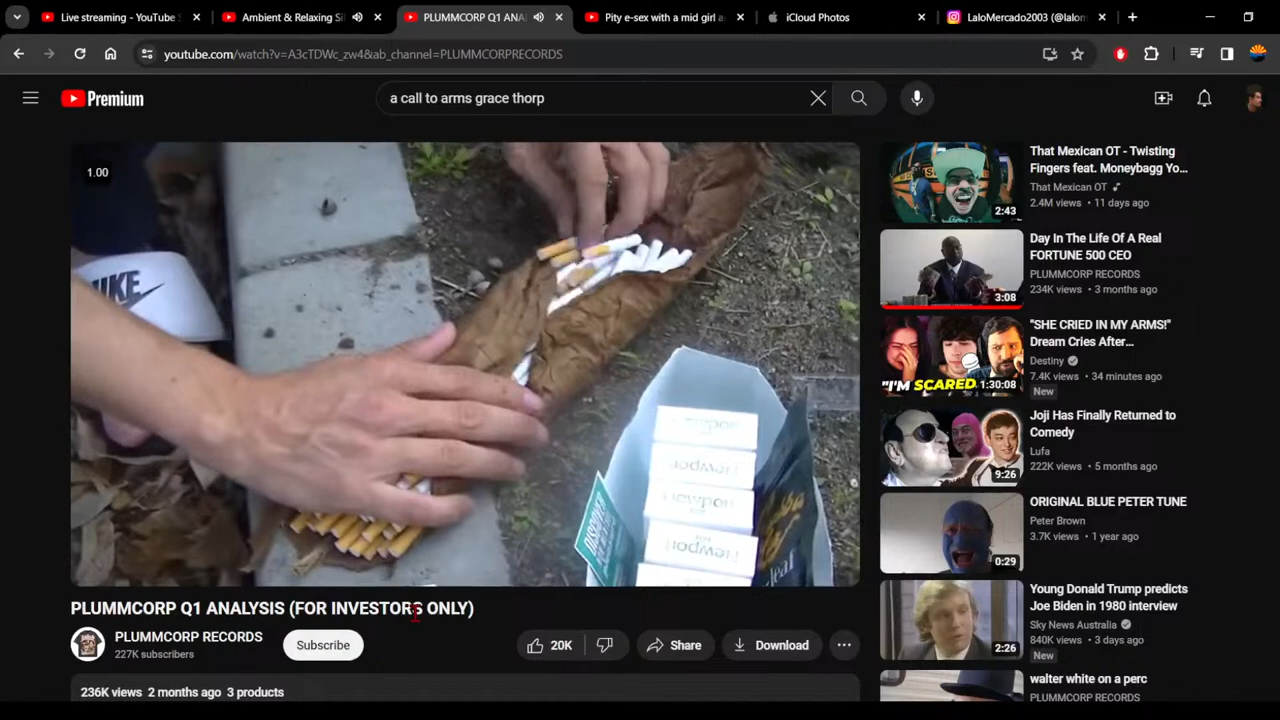 Live streaming - YouTube S
Ambient & Relaxing Si
PLUMMCORP Q1 ANA
Pity e-sex with a mid girl a
iCloud Photos
LaloMercado2003 (@lalom
youtube.com/watch?v=A3cTDWc_zw4&ab_channel=PLUMMCORPRECORDS
Premium
a call to arms grace thorp
1.00
NIKE
Newport
Newport
Newport
Newport
PLUMMCORP Q1 ANALYSIS (FOR INVESTORS ONLY)
PLUMMCORP RECORDS
227K subscribers
Subscribe
20K
Share
Download
236K views 2 months ago 3 products
That Mexican OT - Twisting
Fingers feat. Moneybagg Yo...
That Mexican OT
2.4M views • 11 days ago
2:43
Day In The Life Of A Real
FORTUNE 500 CEO
PLUMMCORP RECORDS
234K views • 3 months ago
3:08
"SHE CRIED IN MY ARMS!"
Dream Cries After...
Destiny
7.4K views • 34 minutes ago
New
"I'M SCARED
1:30:08
Joji Has Finally Returned to
Comedy
Lufa
222K views • 5 months ago
9:26
ORIGINAL BLUE PETER TUNE
Peter Brown
3.7K views • 1 year ago
0:29
Young Donald Trump predicts
Joe Biden in 1980 interview
Sky News Australia
840K views • 3 days ago
New
2:26
walter white on a perc
PLUMMCORP RECORDS